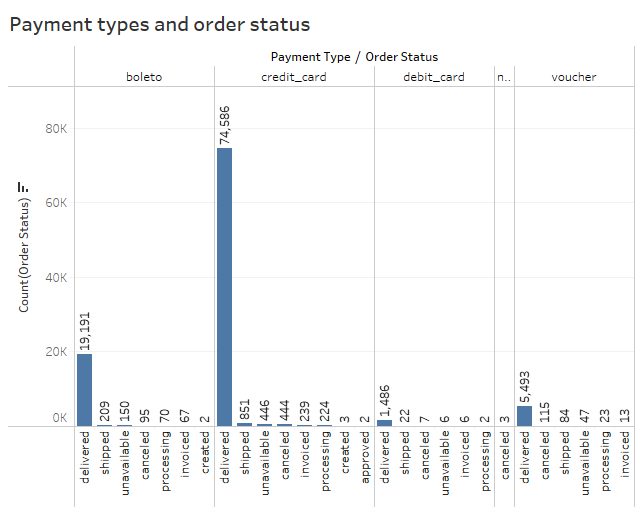 Payment types and order status
Payment Type / Order Status
boleto credit_card debit_card n.. voucher
80K
60K
40K
20K
0K
Count(Order Status)
19,191 209 150 95 70 67 2
74,586 851 446 444 239 224 3 2
1,486 22 7 6 6 2
3
5,493 115 84 47 23 13
delivered shipped unavailable canceled processing invoiced created
delivered shipped unavailable canceled invoiced processing created approved
delivered shipped canceled unavailable invoiced processing
canceled
delivered canceled shipped unavailable processing invoiced